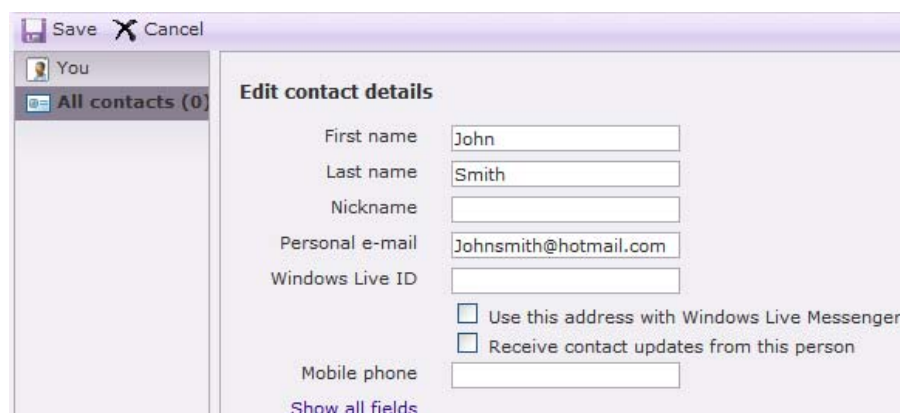 Save Cancel
You
All contacts (0)
Edit contact details
First name John
Last name Smith
Nickname
Personal e-mail Johnsmith@hotmail.com
Windows Live ID
Use this address with Windows Live Messenger
Receive contact updates from this person
Mobile phone
Show all fields